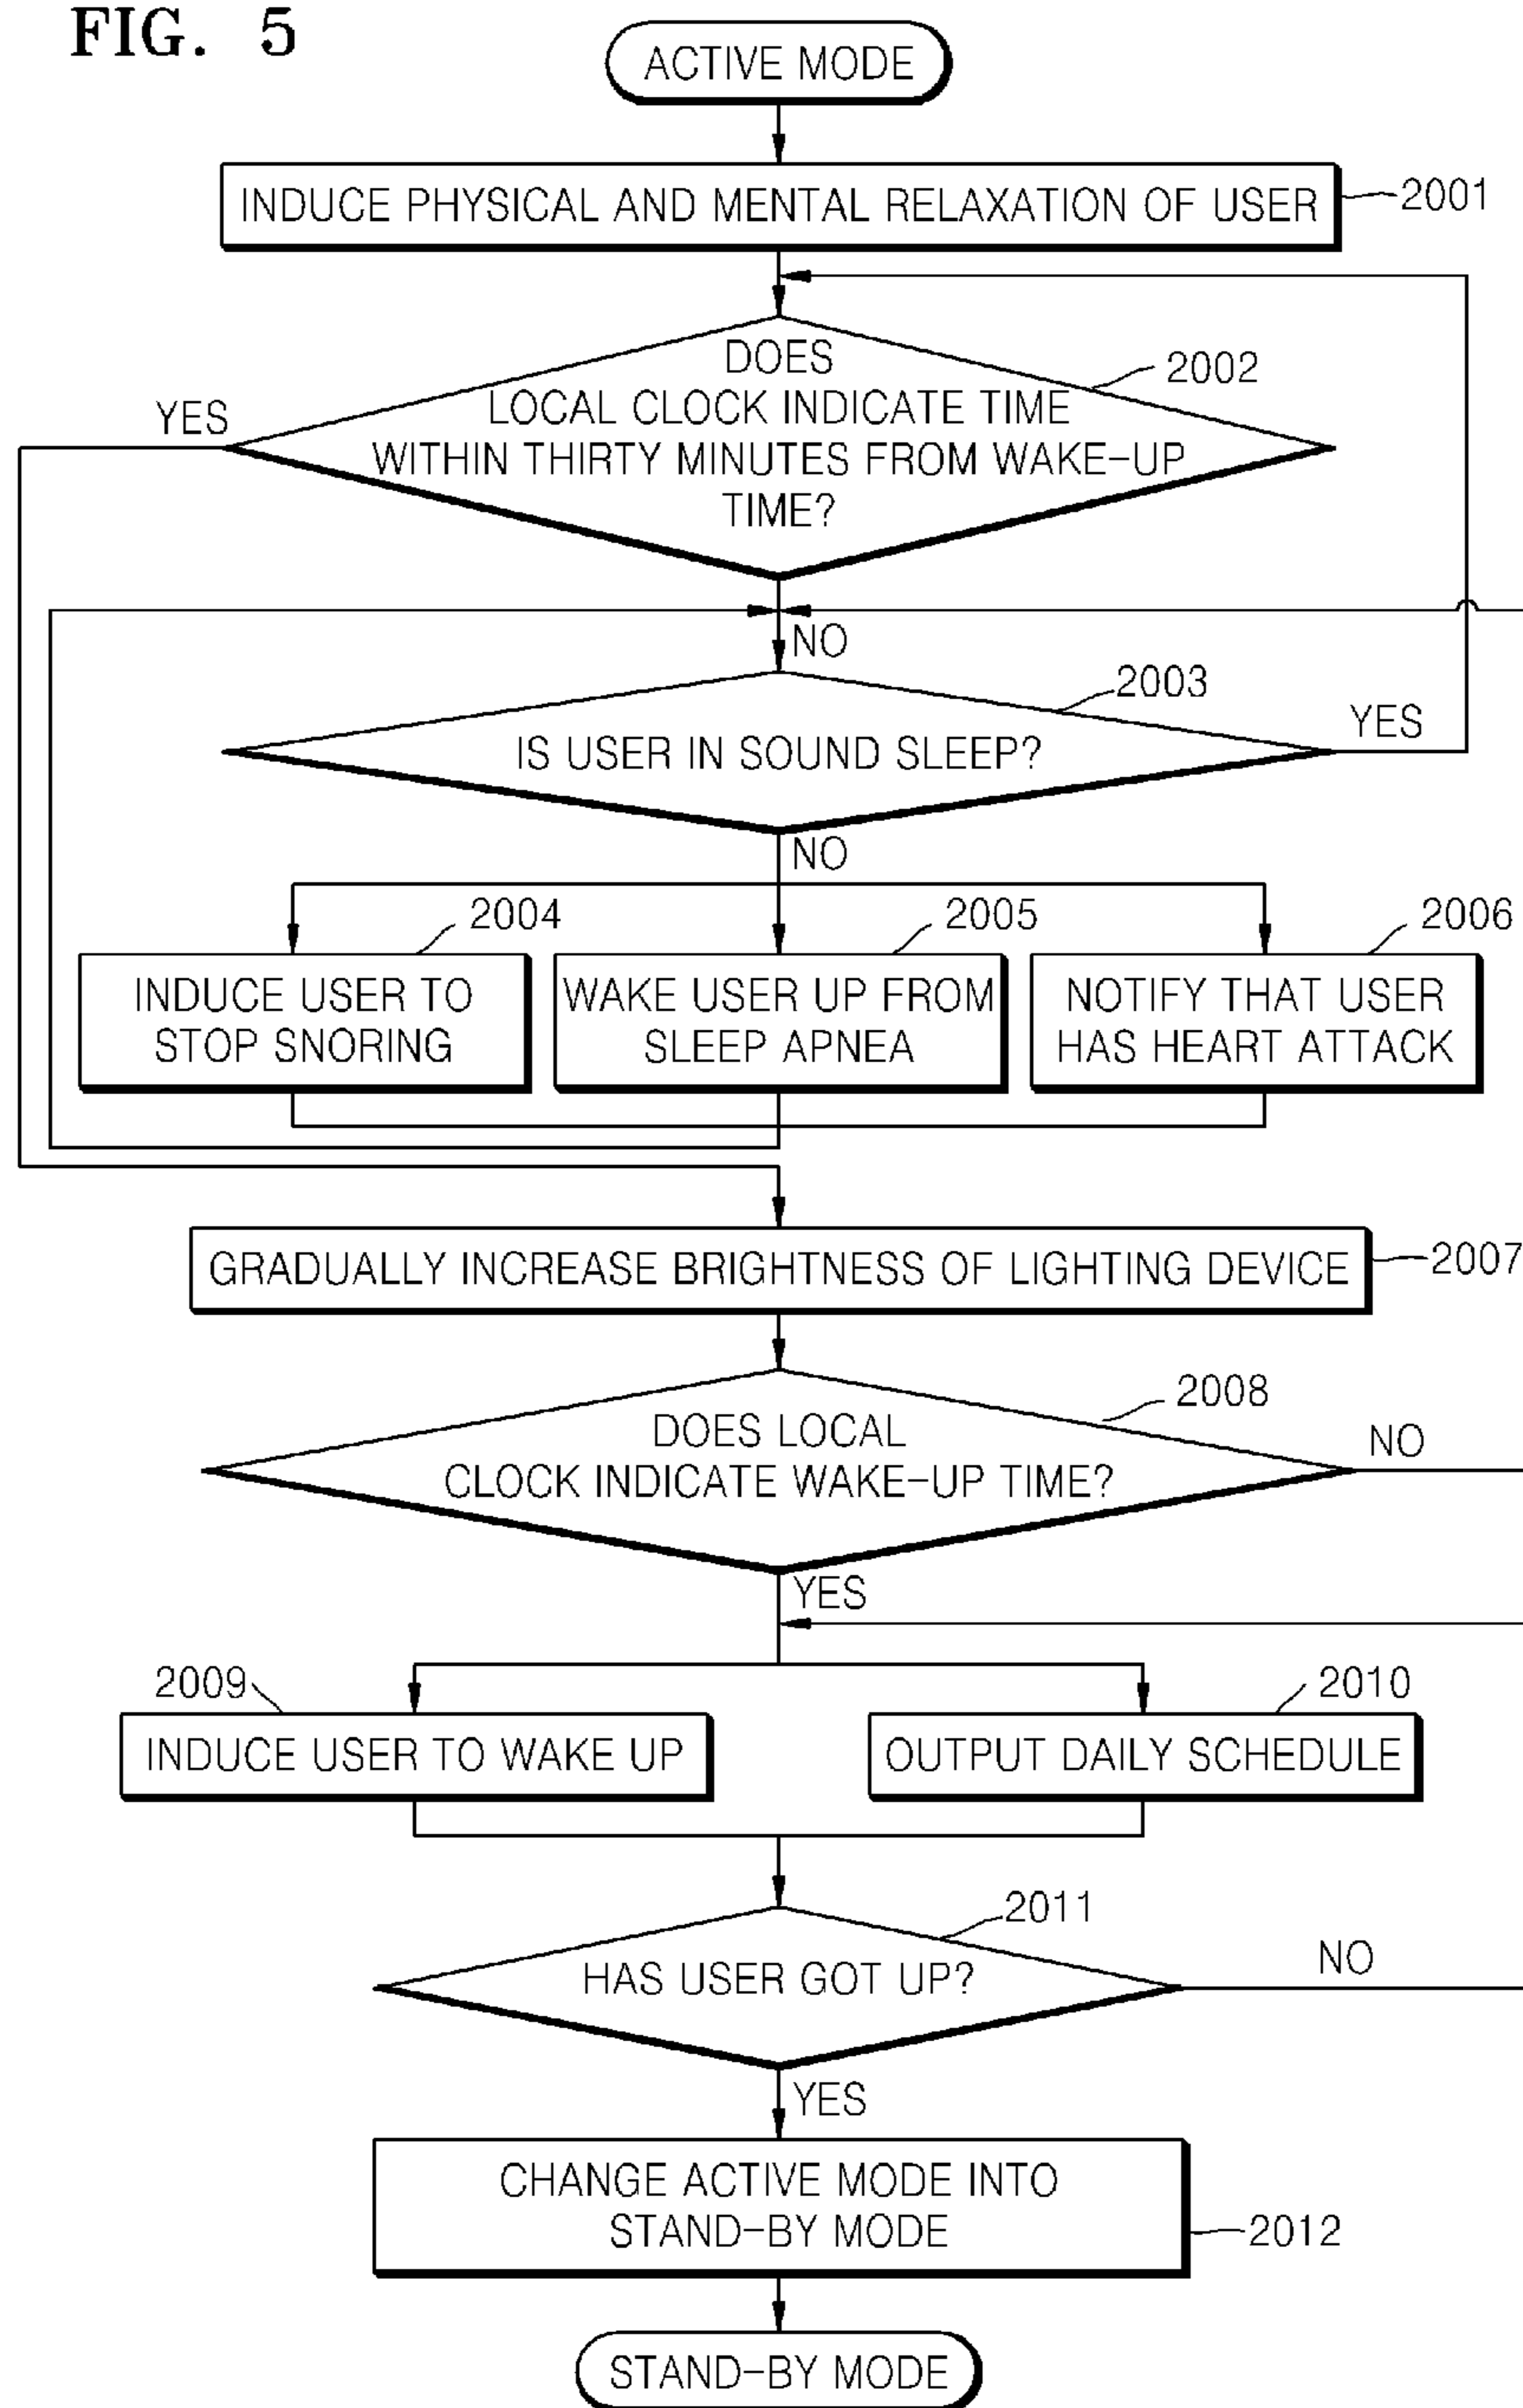 FIG. 5
ACTIVE MODE
INDUCE PHYSICAL AND MENTAL RELAXATION OF USER
2001
DOES
LOCAL CLOCK INDICATE TIME
WITHIN THIRTY MINUTES FROM WAKE-UP
TIME?
2002
YES
NO
IS USER IN SOUND SLEEP?
2003
YES
NO
2004
INDUCE USER TO
STOP SNORING
2005
WAKE USER UP FROM
SLEEP APNEA
2006
NOTIFY THAT USER
HAS HEART ATTACK
GRADUALLY INCREASE BRIGHTNESS OF LIGHTING DEVICE
2007
2008
DOES LOCAL
CLOCK INDICATE WAKE-UP TIME?
NO
YES
2009
INDUCE USER TO WAKE UP
2010
OUTPUT DAILY SCHEDULE
2011
HAS USER GOT UP?
NO
YES
CHANGE ACTIVE MODE INTO
STAND-BY MODE
2012
STAND-BY MODE